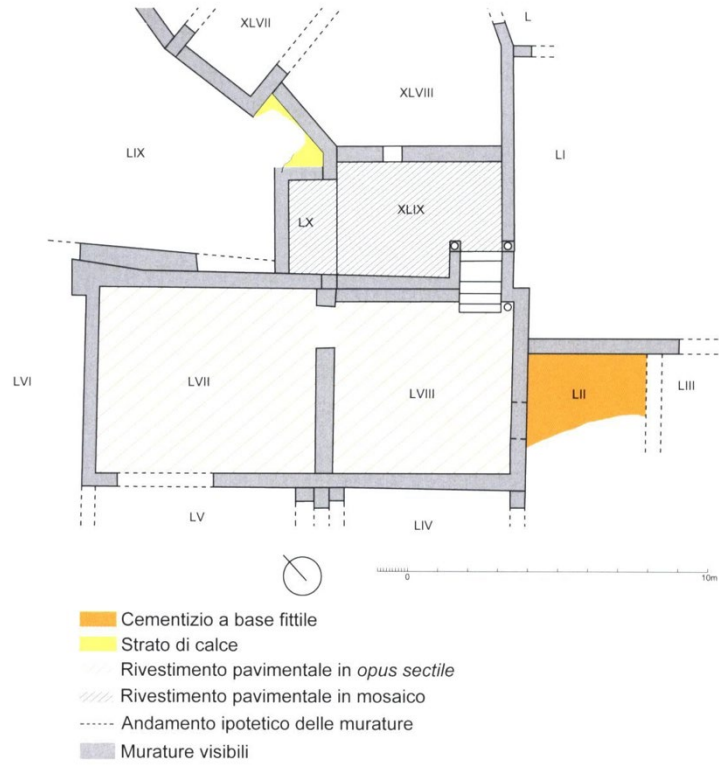 XLVII
L
XLVIII
LIX
LI
LX
XLIX
LVI
LVII
LVIII
LII
LIII
LV
LIV
0
10m
Cementizio a base fittile
Strato di calce
Rivestimento pavimentale in opus sectile
Rivestimento pavimentale in mosaico
Andamento ipotetico delle murature
Murature visibili